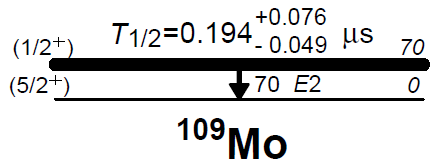 T1/2=0.194 +0.076 - 0.049 μs
(1/2+) 70
(5/2+) 70 E2 0
109Mo